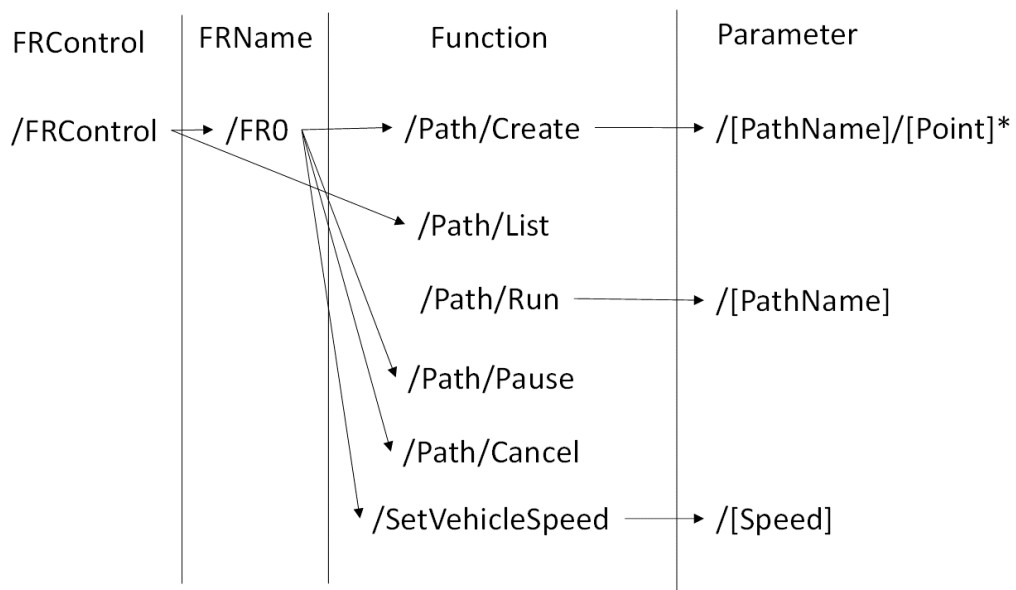 FRControl FRName Function Parameter
/FRControl /FR0 /Path/Create /[PathName]/[Point]*
/Path/List
/Path/Run /[PathName]
/Path/Pause
/Path/Cancel
/SetVehicleSpeed /[Speed]